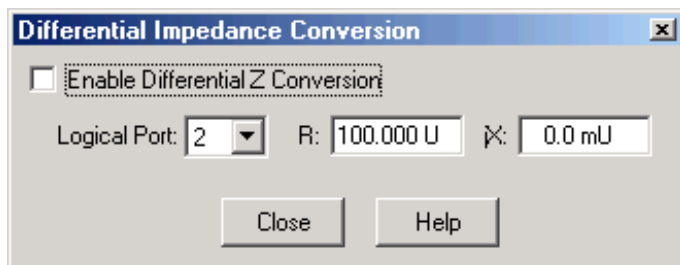 Differential Impedance Conversion
Enable Differential Z Conversion
Logical Port: 2 R: 100.000 U jX: 0.0 mU
Close Help